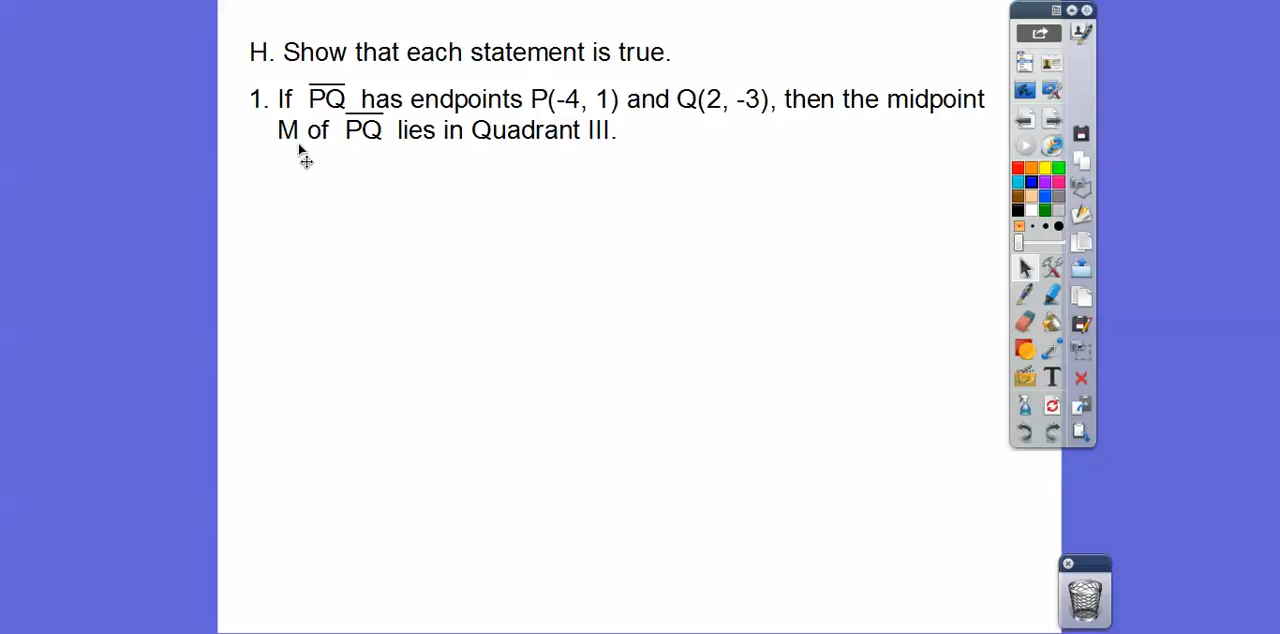 H. Show that each statement is true.
1. If PQ has endpoints P(-4, 1) and Q(2, -3), then the midpoint
M of PQ lies in Quadrant III.
T